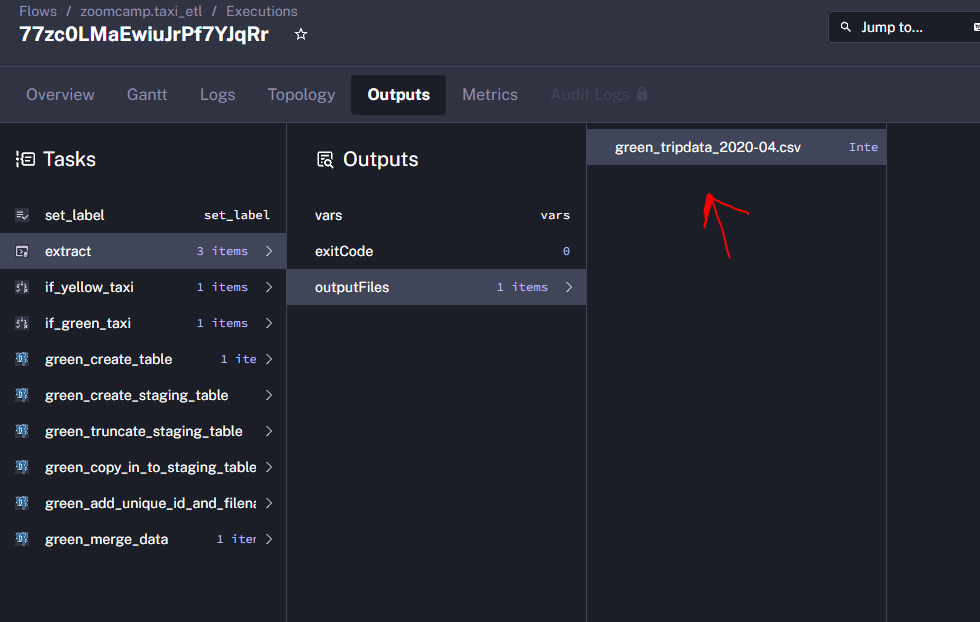 Flows / zoomcamp.taxi_etl / Executions
77zc0LMaEwiuJrPf7YJqRr
Jump to...
Overview Gantt Logs Topology Outputs Metrics Audit Logs
Tasks
set_label set_label
extract 3 items
if_yellow_taxi 1 items
if_green_taxi 1 items
green_create_table 1 ite
green_create_staging_table
green_truncate_staging_table
green_copy_in_to_staging_table
green_add_unique_id_and_filena
green_merge_data 1 iter
Outputs
vars vars
exitCode 0
outputFiles 1 items
green_tripdata_2020-04.csv Inte